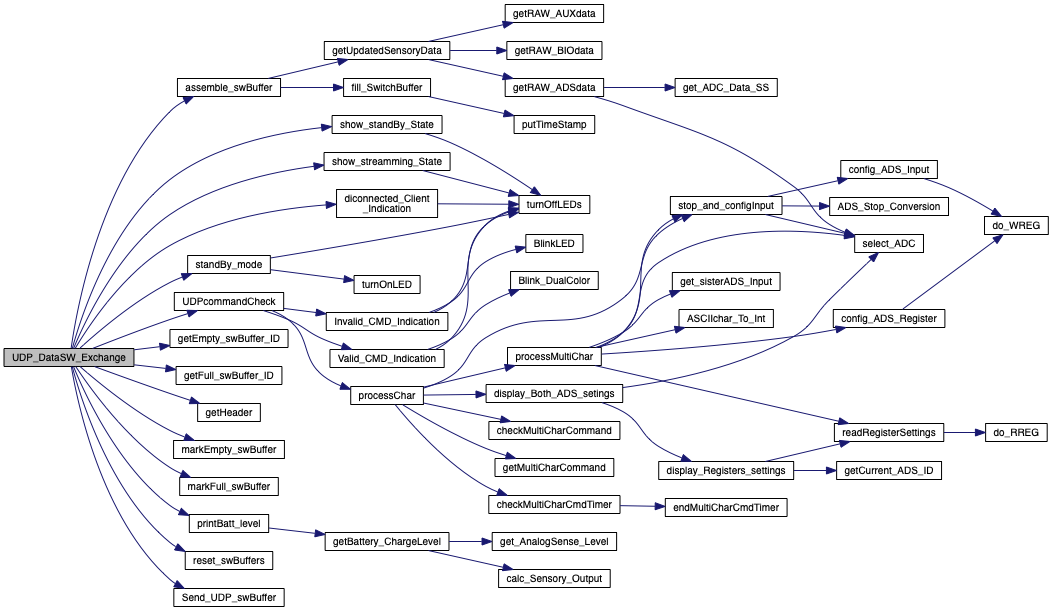 getRAW_AUXdata
getUpdatedSensoryData
getRAW_BIOdata
assemble_swBuffer
fill_SwitchBuffer
getRAW_ADSdata
get_ADC_Data_SS
show_standBy_State
putTimeStamp
show_streamming_State
config_ADS_Input
diconnected_Client
_Indication
turnOffLEDs
stop_and_configInput
ADS_Stop_Conversion
do_WREG
BlinkLED
select_ADC
standBy_mode
turnOnLED
Blink_DualColor
get_sisterADS_Input
UDPcommandCheck
Invalid_CMD_Indication
ASCIIchar_To_Int
config_ADS_Register
getEmpty_swBuffer_ID
UDP_DataSW_Exchange
Valid_CMD_Indication
processMultiChar
getFull_swBuffer_ID
processChar
display_Both_ADS_setings
getHeader
checkMultiCharCommand
readRegisterSettings
do_RREG
markEmpty_swBuffer
getMultiCharCommand
display_Registers_settings
getCurrent_ADS_ID
markFull_swBuffer
checkMultiCharCmdTimer
endMultiCharCmdTimer
printBatt_level
getBattery_ChargeLevel
get_AnalogSense_Level
reset_swBuffers
calc_Sensory_Output
Send_UDP_swBuffer